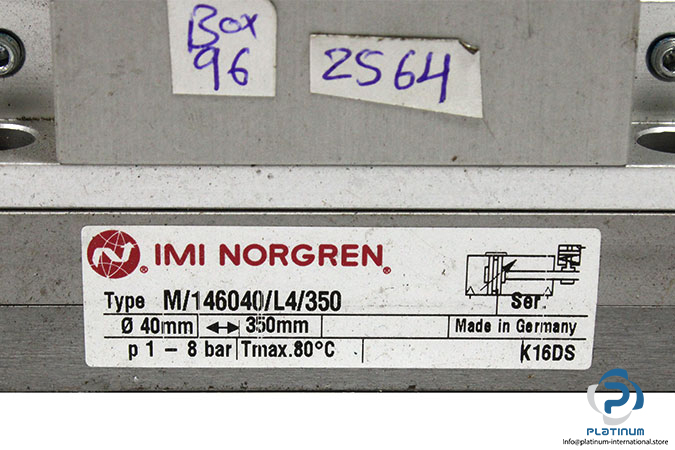 Box
96
2564
IMI NORGREN®
Type M/146040/L4/350
Ser.
Ø 40mm ↔ 350mm Made in Germany
p 1 - 8 bar Tmax.80°C K16DS
PLATINUM
info@platinum-international.store